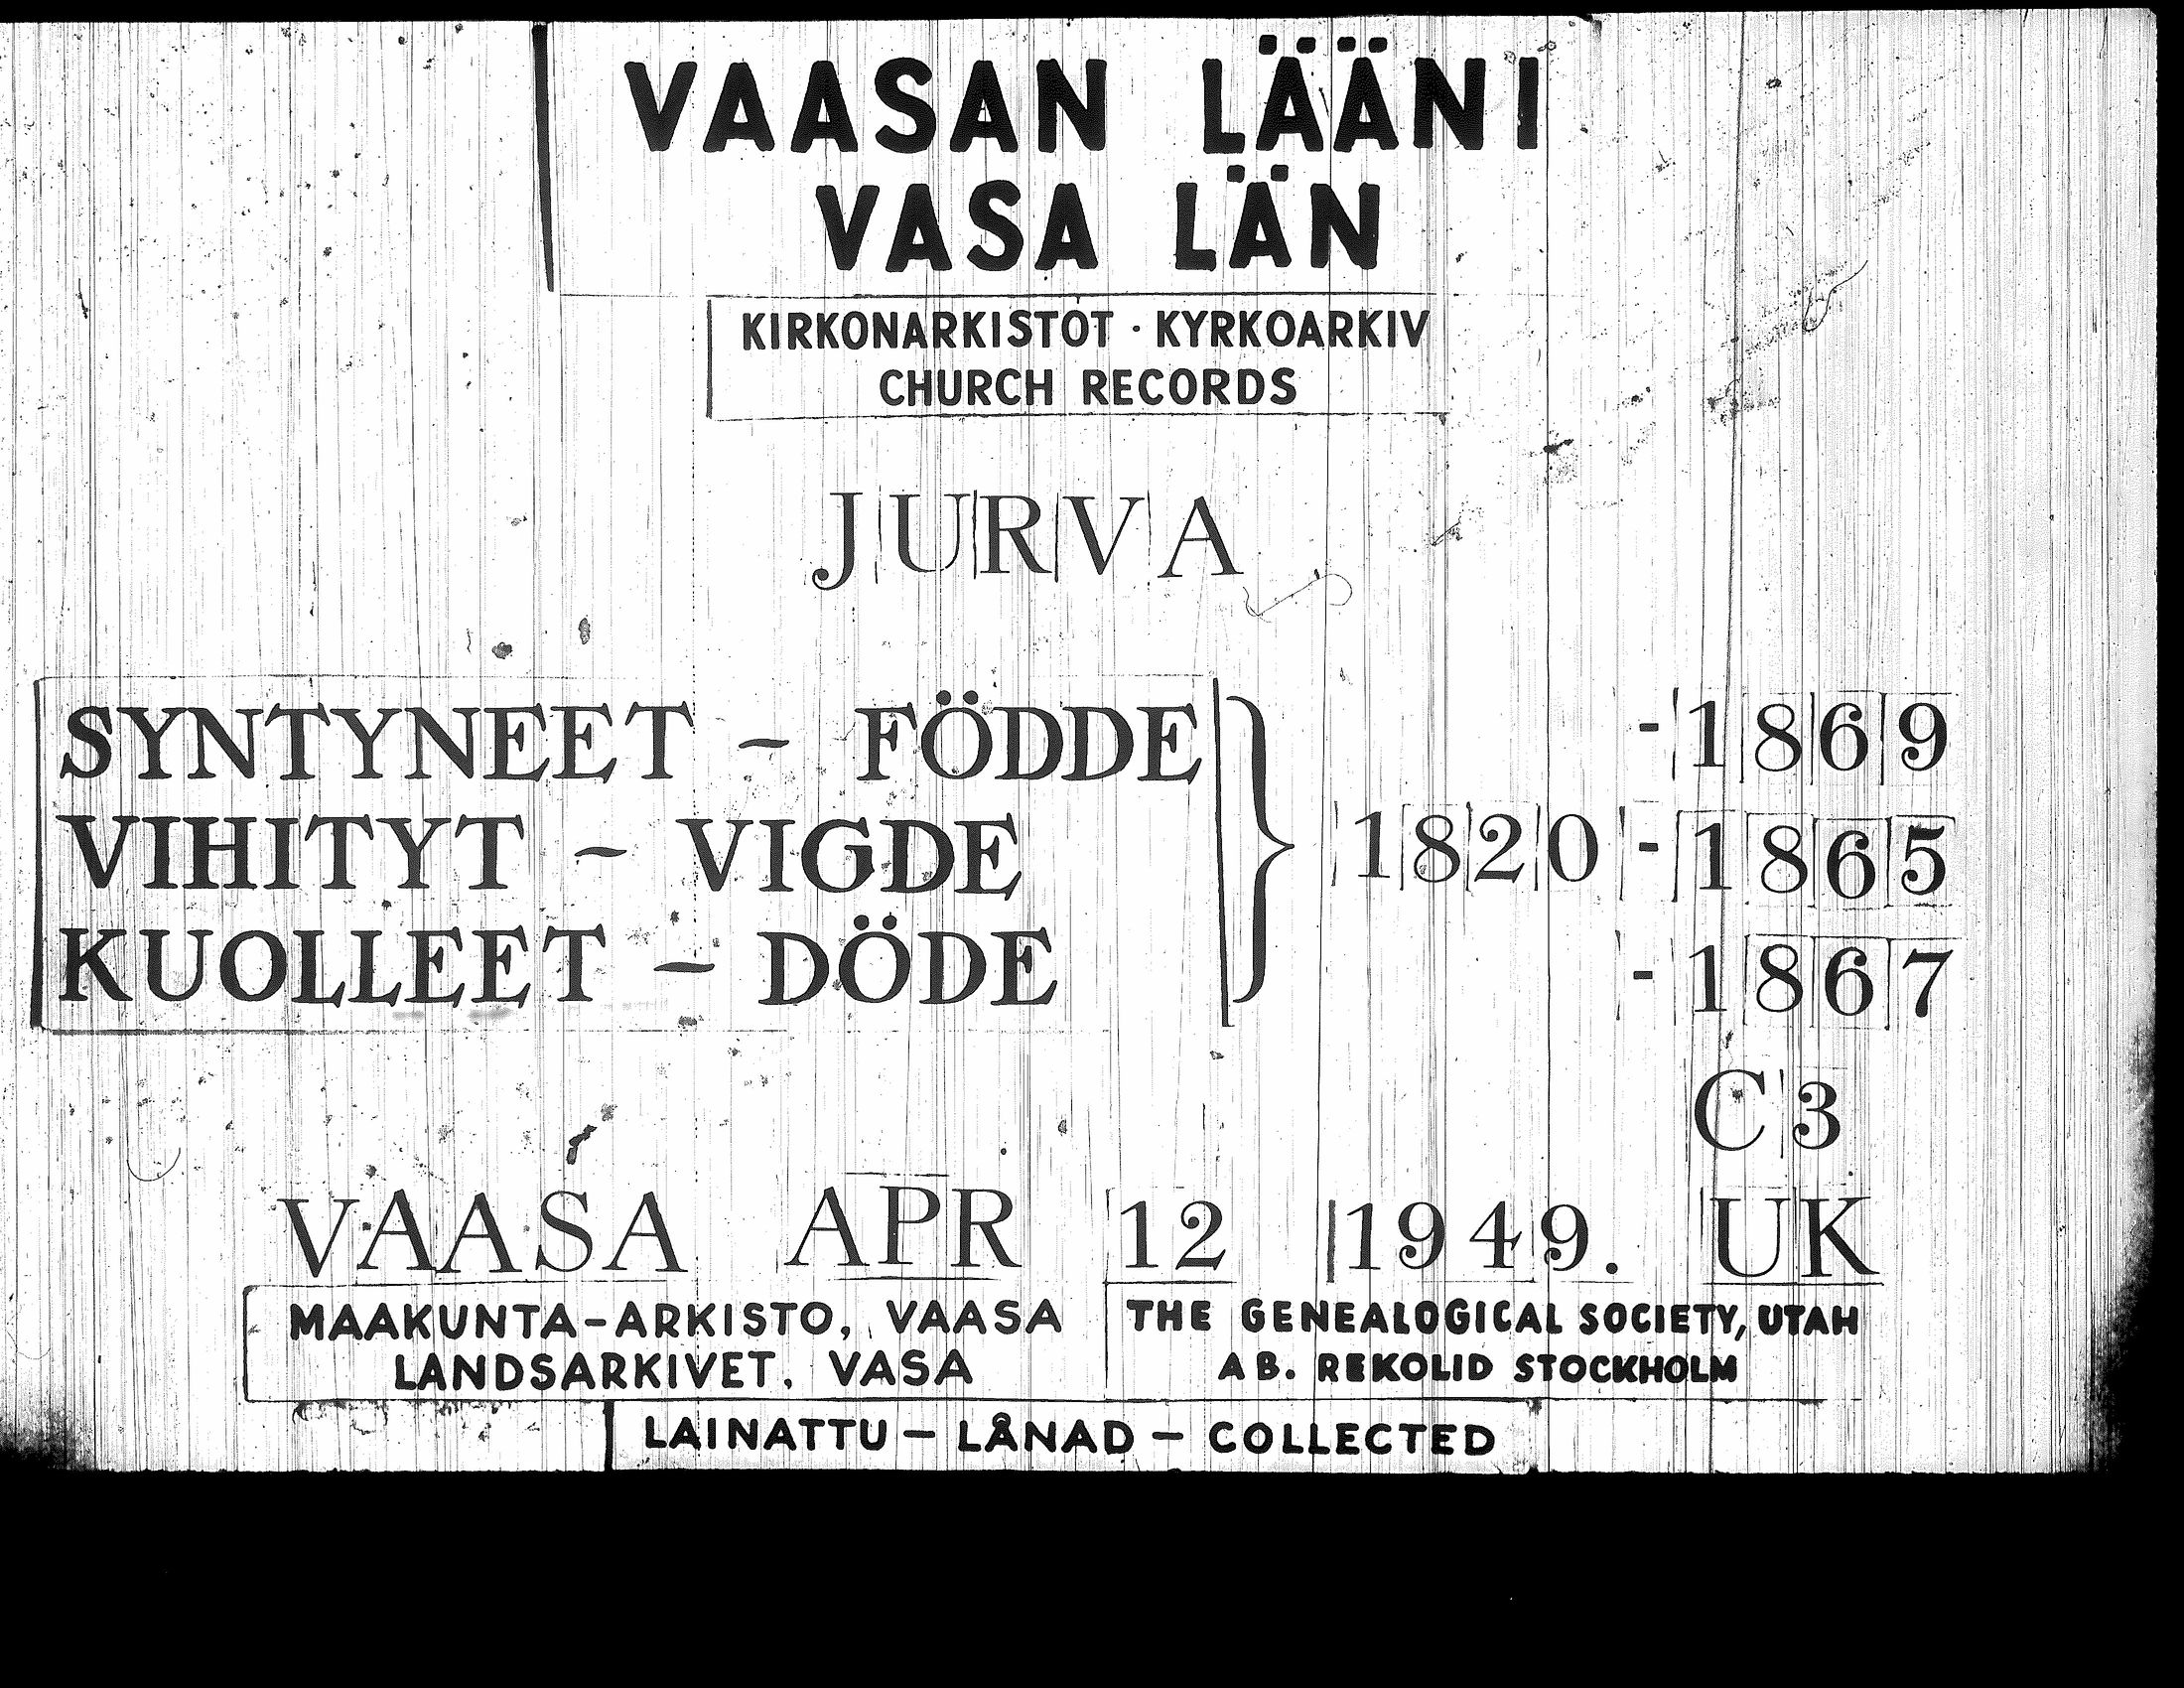 VAASAN LÄÄNI
VASA LÄN
KIRKONARKISTOT · KYRKOARKIV
CHURCH RECORDS
JURVA
SYNTYNEET - FÖDDE - 1869
VIHITYT - VIGDE } 1820 - 1865
KUOLLEET - DÖDE - 1867
C3
VAASA APR 12 1949. UK
MAAKUNTA-ARKISTO, VAASA
LANDSARKIVET, VASA
THE GENEALOGICAL SOCIETY, UTAH
AB. REKOLID STOCKHOLM
LAINATTU - LÅNAD - COLLECTED